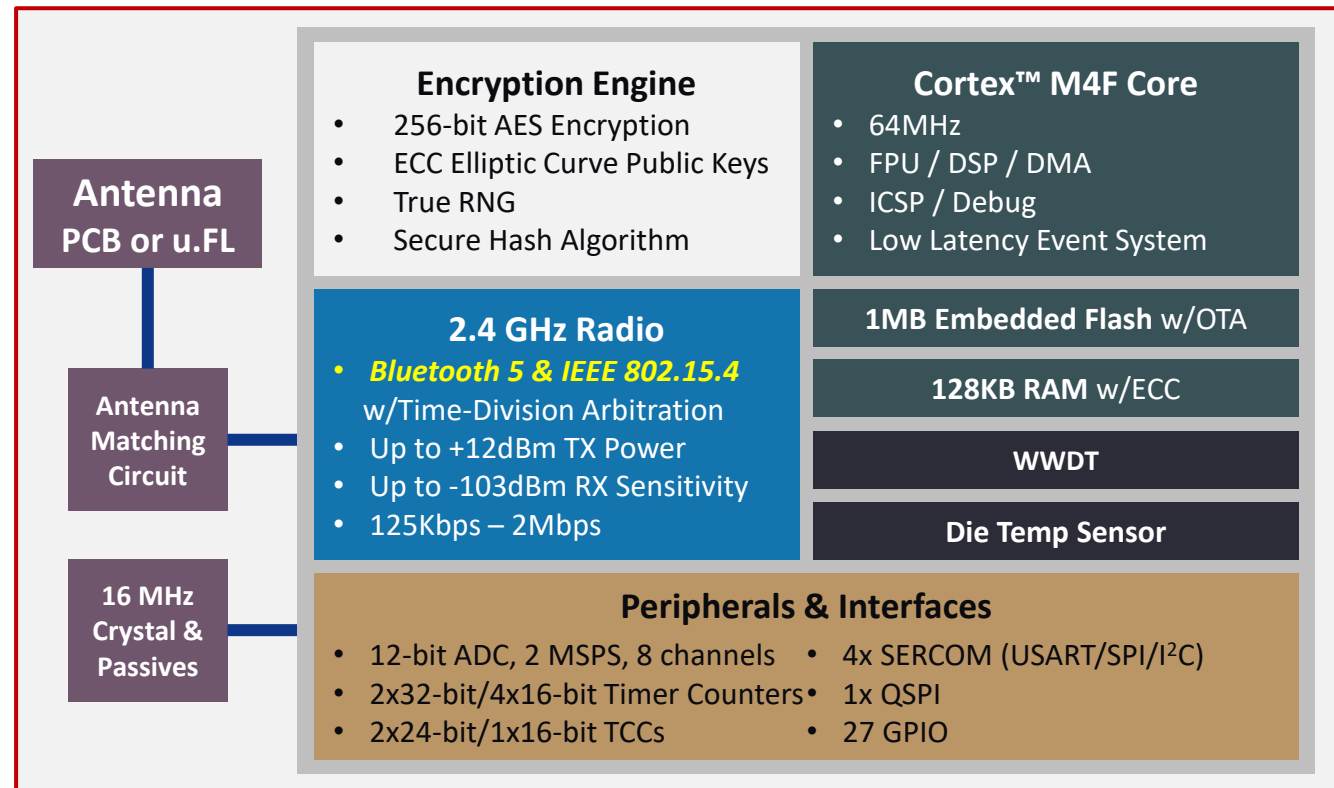 Antenna
PCB or u.FL
Antenna
Matching
Circuit
16 MHz
Crystal &
Passives
Encryption Engine
• 256-bit AES Encryption
• ECC Elliptic Curve Public Keys
• True RNG
• Secure Hash Algorithm
Cortex™ M4F Core
• 64MHz
• FPU / DSP / DMA
• ICSP / Debug
• Low Latency Event System
2.4 GHz Radio
• Bluetooth 5 & IEEE 802.15.4
w/Time-Division Arbitration
• Up to +12dBm TX Power
• Up to -103dBm RX Sensitivity
• 125Kbps – 2Mbps
1MB Embedded Flash w/OTA
128KB RAM w/ECC
WWDT
Die Temp Sensor
Peripherals & Interfaces
• 12-bit ADC, 2 MSPS, 8 channels
• 2x32-bit/4x16-bit Timer Counters
• 2x24-bit/1x16-bit TCCs
• 4x SERCOM (USART/SPI/I²C)
• 1x QSPI
• 27 GPIO